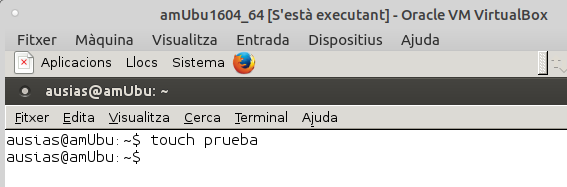 amUbu1604_64 [S'està executant] - Oracle VM VirtualBox
Fitxer Màquina Visualitza Entrada Dispositius Ajuda
Aplicacions Llocs Sistema
ausias@amUbu: ~
Fitxer Edita Visualitza Cerca Terminal Ajuda
ausias@amUbu:~$ touch prueba
ausias@amUbu:~$